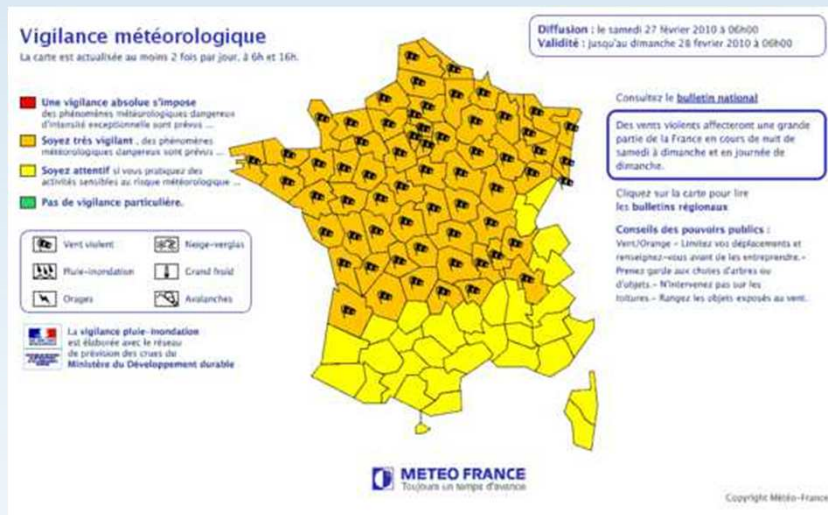 Vigilance météorologique
La carte est actualisée au moins 2 fois par jour, à 6h et 16h.
Une vigilance absolue s'impose
des phénomènes météorologiques dangereux
d'intensité exceptionnelle sont prévus ...
Soyez très vigilant, des phénomènes
météorologiques dangereux sont prévus ...
Soyez attentif si vous pratiquez des
activités sensibles au risque météorologique ...
Pas de vigilance particulière.
Vent violent
Neige-verglas
Pluie-inondation
Grand froid
Orages
Avalanches
La vigilance pluie-inondation
est élaborée avec le réseau
de prévision des crues du
Ministère du Développement durable
Diffusion : le samedi 27 février 2010 à 06h00
Validité : jusqu'au dimanche 28 février 2010 à 06h00
Consultez le bulletin national
Des vents violents affecteront une grande
partie de la France en cours de nuit de
samedi à dimanche et en journée de
dimanche.
Cliquez sur la carte pour lire
les bulletins régionaux
Conseils des pouvoirs publics :
Vent/Orange – Limitez vos déplacements et
renseignez-vous avant de les entreprendre. –
Prenez garde aux chutes d'arbres ou
d'objets. – N'intervenez pas sur les
toitures. – Rangez les objets exposés au vent.
METEO FRANCE
Toujours un temps d'avance
Copyright Météo-France